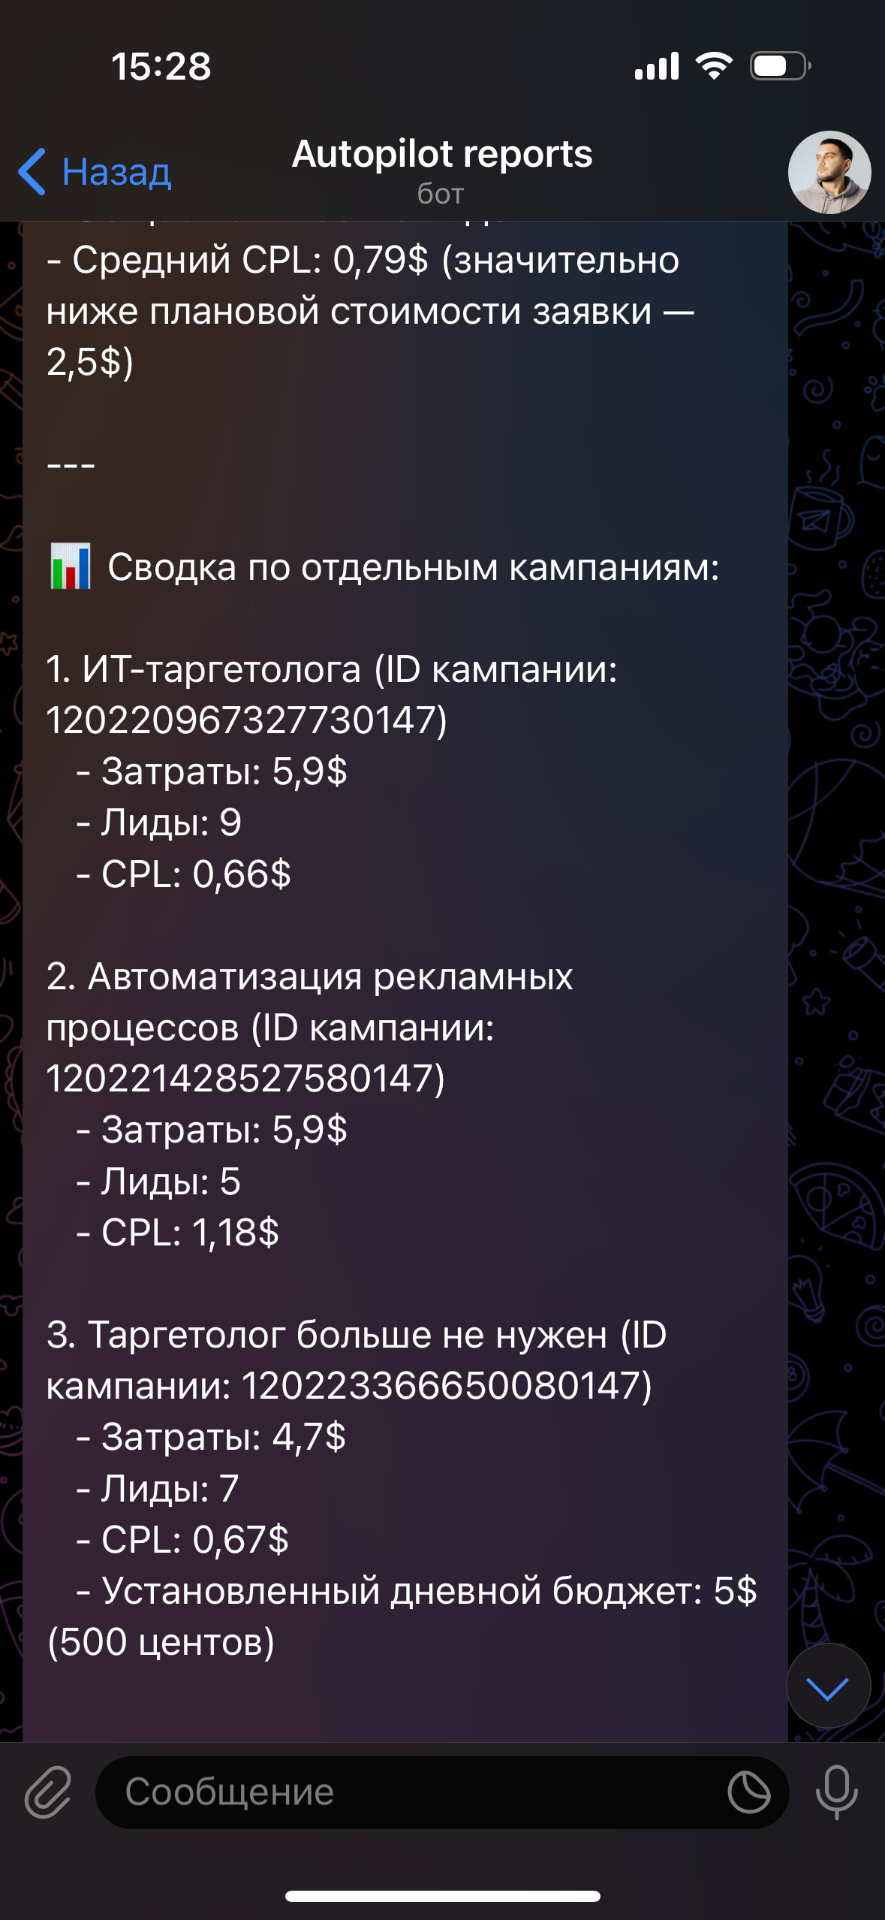 15:28
Назад
Autopilot reports
бот
- Средний CPL: 0,79$ (значительно
ниже плановой стоимости заявки —
2,5$)
---
📊 Сводка по отдельным кампаниям:
1. ИТ-таргетолога (ID кампании:
120220967327730147)
- Затраты: 5,9$
- Лиды: 9
- CPL: 0,66$
2. Автоматизация рекламных
процессов (ID кампании:
120221428527580147)
- Затраты: 5,9$
- Лиды: 5
- CPL: 1,18$
3. Таргетолог больше не нужен (ID
кампании: 120223366650080147)
- Затраты: 4,7$
- Лиды: 7
- CPL: 0,67$
- Установленный дневной бюджет: 5$
(500 центов)
Сообщение